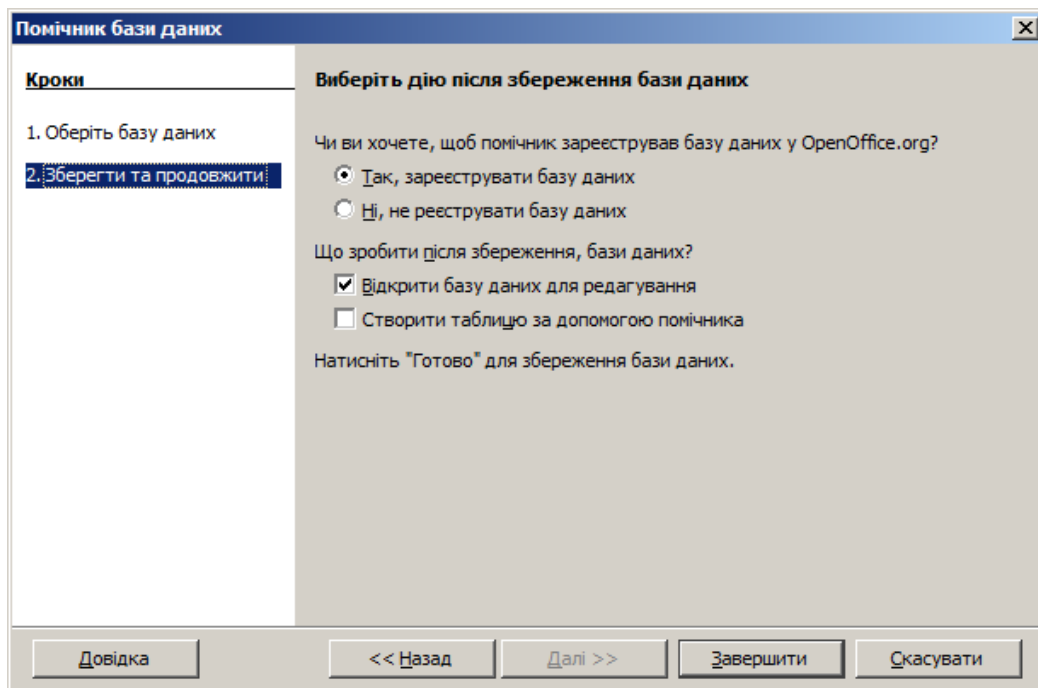 Помічник бази даних
Кроки
1. Оберіть базу даних
2. Зберегти та продовжити
Виберіть дію після збереження бази даних
Чи ви хочете, щоб помічник зареєстрував базу даних у OpenOffice.org?
Так, зареєструвати базу даних
Ні, не реєструвати базу даних
Що зробити після збереження, бази даних?
Відкрити базу даних для редагування
Створити таблицю за допомогою помічника
Натисніть "Готово" для збереження бази даних.
Довідка
<< Назад
Далі >>
Завершити
Скасувати